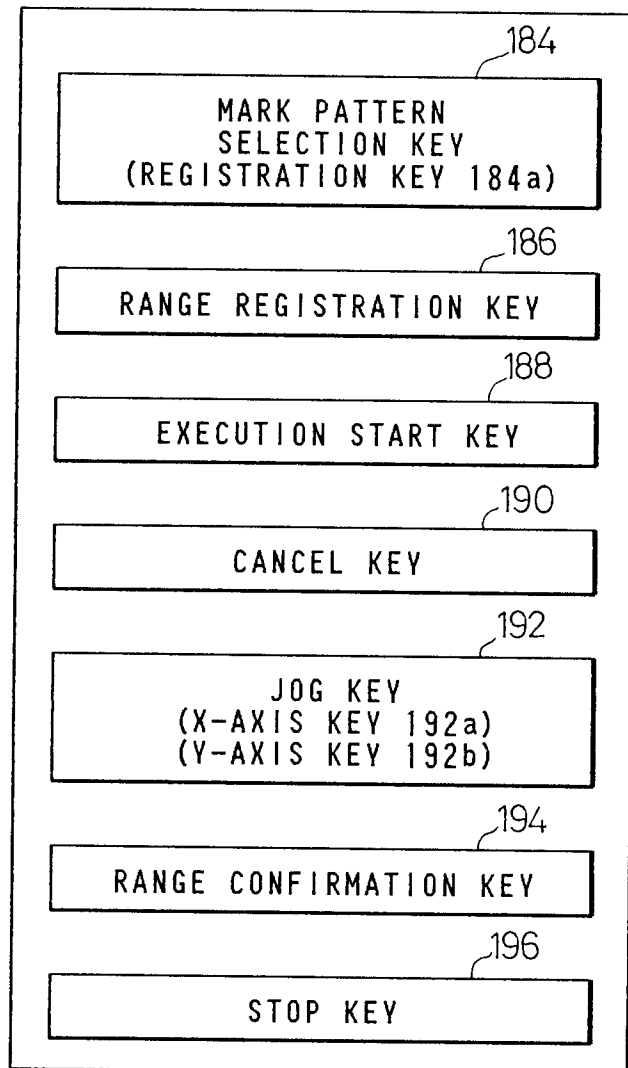 184
MARK PATTERN
SELECTION KEY
(REGISTRATION KEY 184a)
186
RANGE REGISTRATION KEY
188
EXECUTION START KEY
190
CANCEL KEY
192
JOG KEY
(X-AXIS KEY 192a)
(Y-AXIS KEY 192b)
194
RANGE CONFIRMATION KEY
196
STOP KEY